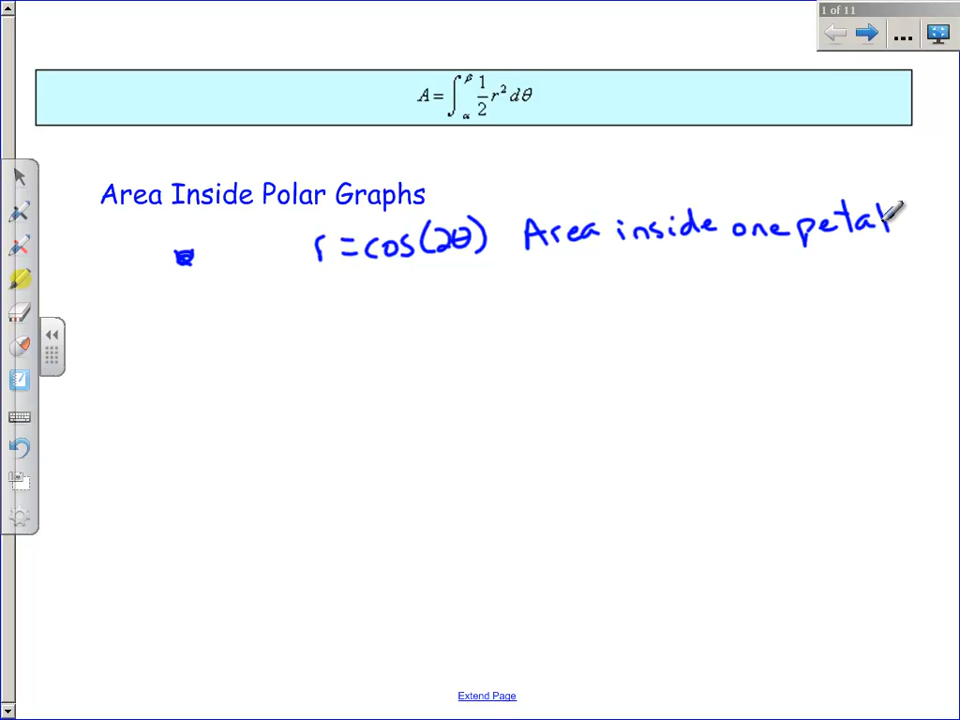 1 of 11
A = ∫_α^β 1/2 r² dθ
Area Inside Polar Graphs
r = cos(2θ) Area inside one petal
Extend Page